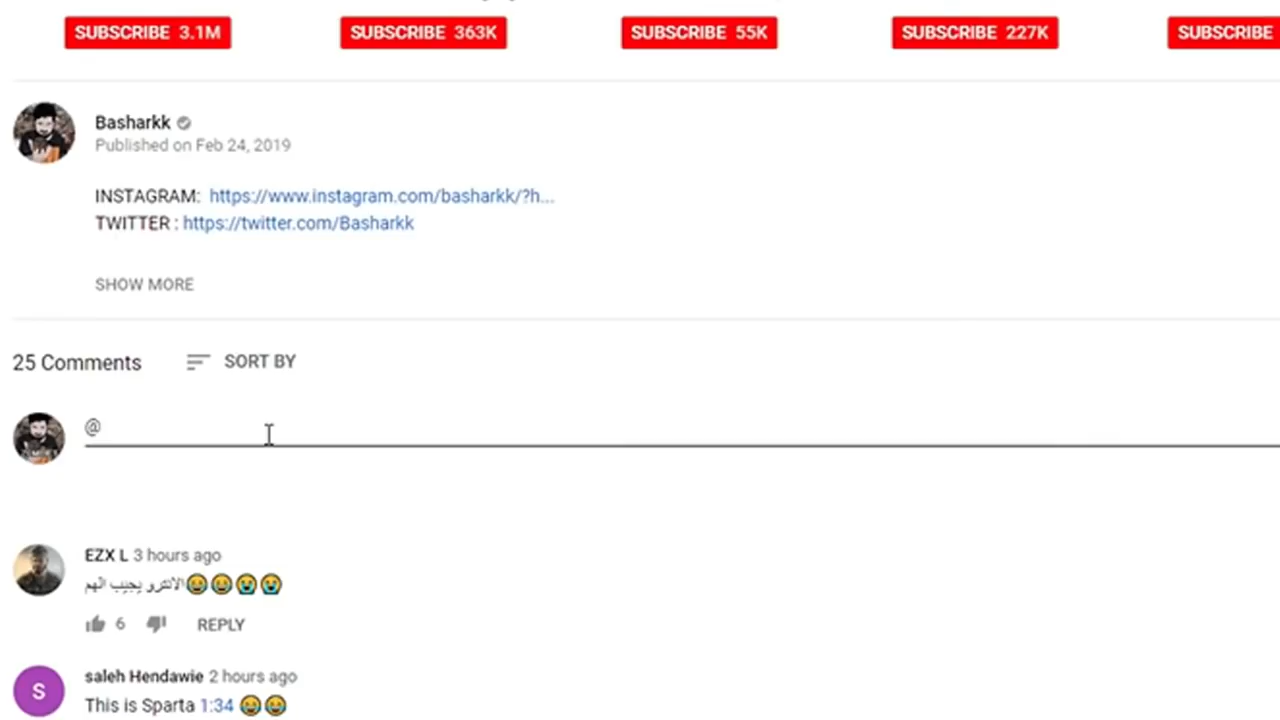 SUBSCRIBE 3.1M SUBSCRIBE 363K SUBSCRIBE 55K SUBSCRIBE 227K SUBSCRIBE
Basharkk
Published on Feb 24, 2019
INSTAGRAM: https://www.instagram.com/basharkk/?h...
TWITTER : https://twitter.com/Basharkk
SHOW MORE
25 Comments SORT BY
@
EZX L 3 hours ago
الانترو يجيب الهم😂😂😭😭
6 REPLY
S
saleh Hendawie 2 hours ago
This is Sparta 1:34 😂😂